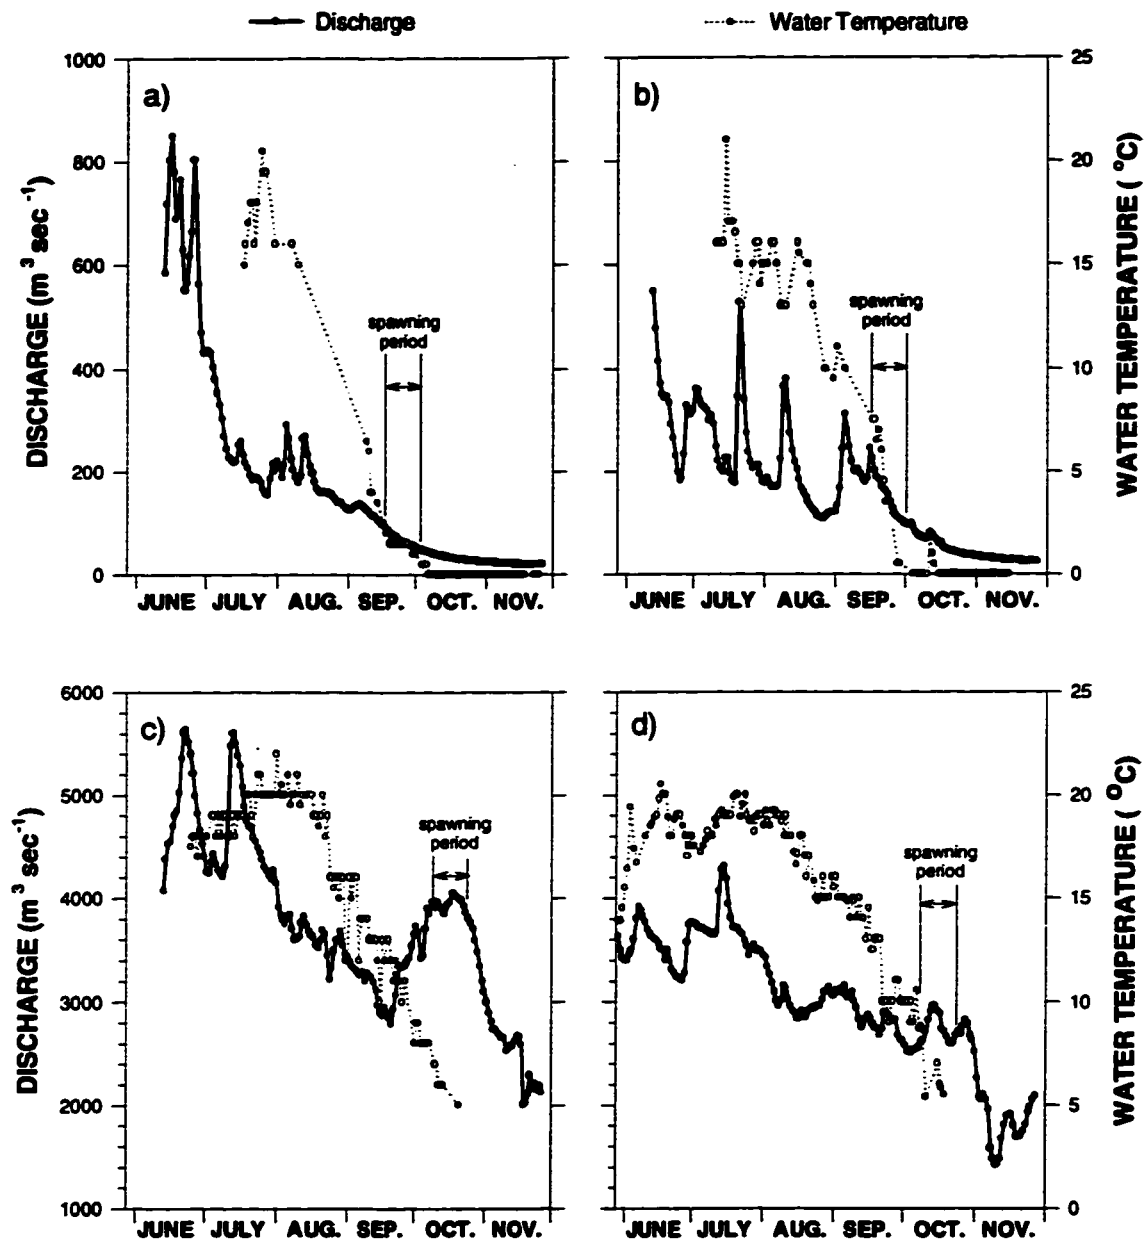 Discharge Water Temperature
a) b)
1000 25
800 20
600 15
400 10
200 5
0 0
DISCHARGE (m³ sec⁻¹)
WATER TEMPERATURE (°C)
spawning
period
spawning
period
JUNE JULY AUG. SEP. OCT. NOV.
JUNE JULY AUG. SEP. OCT. NOV.
c) d)
6000 25
5000 20
4000 15
3000 10
2000 5
1000 0
DISCHARGE (m³ sec⁻¹)
WATER TEMPERATURE (°C)
spawning
period
spawning
period
JUNE JULY AUG. SEP. OCT. NOV.
JUNE JULY AUG. SEP. OCT. NOV.